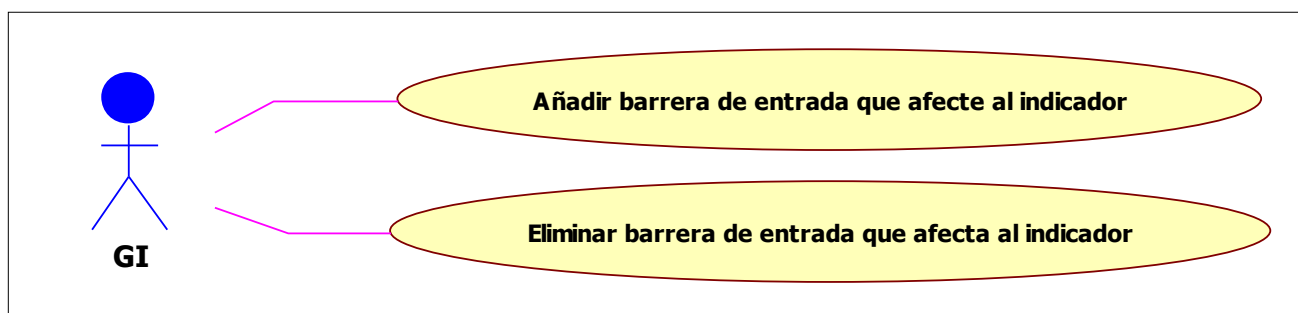 Añadir barrera de entrada que afecte al indicador
Eliminar barrera de entrada que afecta al indicador
GI